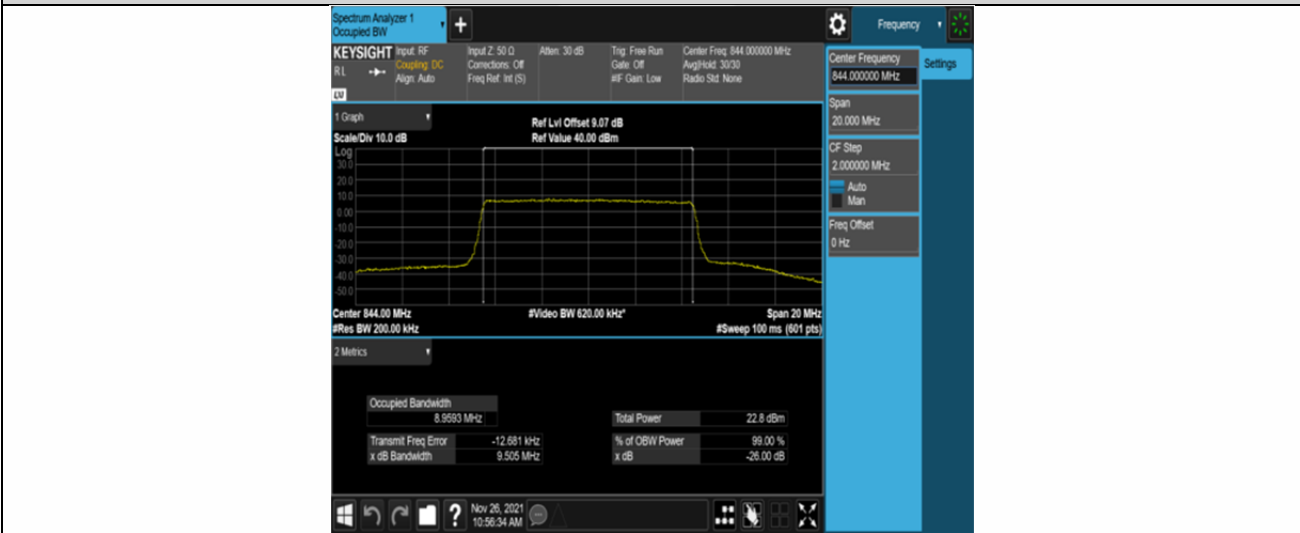 Spectrum Analyzer 1
Occupied BW
+
Frequency
KEYSIGHT
Input: RF
Coupling: DC
Align: Auto
Input Z: 50 Ω
Corrections: Off
Freq Ref: Int (S)
Atten: 30 dB
Trig: Free Run
Gate: Off
#IF Gain: Low
Center Freq: 844.000000 MHz
Avg|Hold: 30/30
Radio Std: None
RL
Center Frequency
844.000000 MHz
Settings
Span
20.000 MHz
CF Step
2.000000 MHz
Auto
Man
Freq Offset
0 Hz
1 Graph
Ref Lvl Offset 9.07 dB
Scale/Div 10.0 dB
Ref Value 40.00 dBm
Log
30.0
20.0
10.0
0.00
-10.0
-20.0
-30.0
-40.0
-50.0
Center 844.00 MHz
#Video BW 620.00 kHz*
Span 20 MHz
#Res BW 200.00 kHz
#Sweep 100 ms (601 pts)
2 Metrics
Occupied Bandwidth
8.9593 MHz
Total Power
22.8 dBm
Transmit Freq Error
-12.681 kHz
% of OBW Power
99.00 %
x dB Bandwidth
9.505 MHz
x dB
-26.00 dB
?
Nov 26, 2021
10:56:34 AM